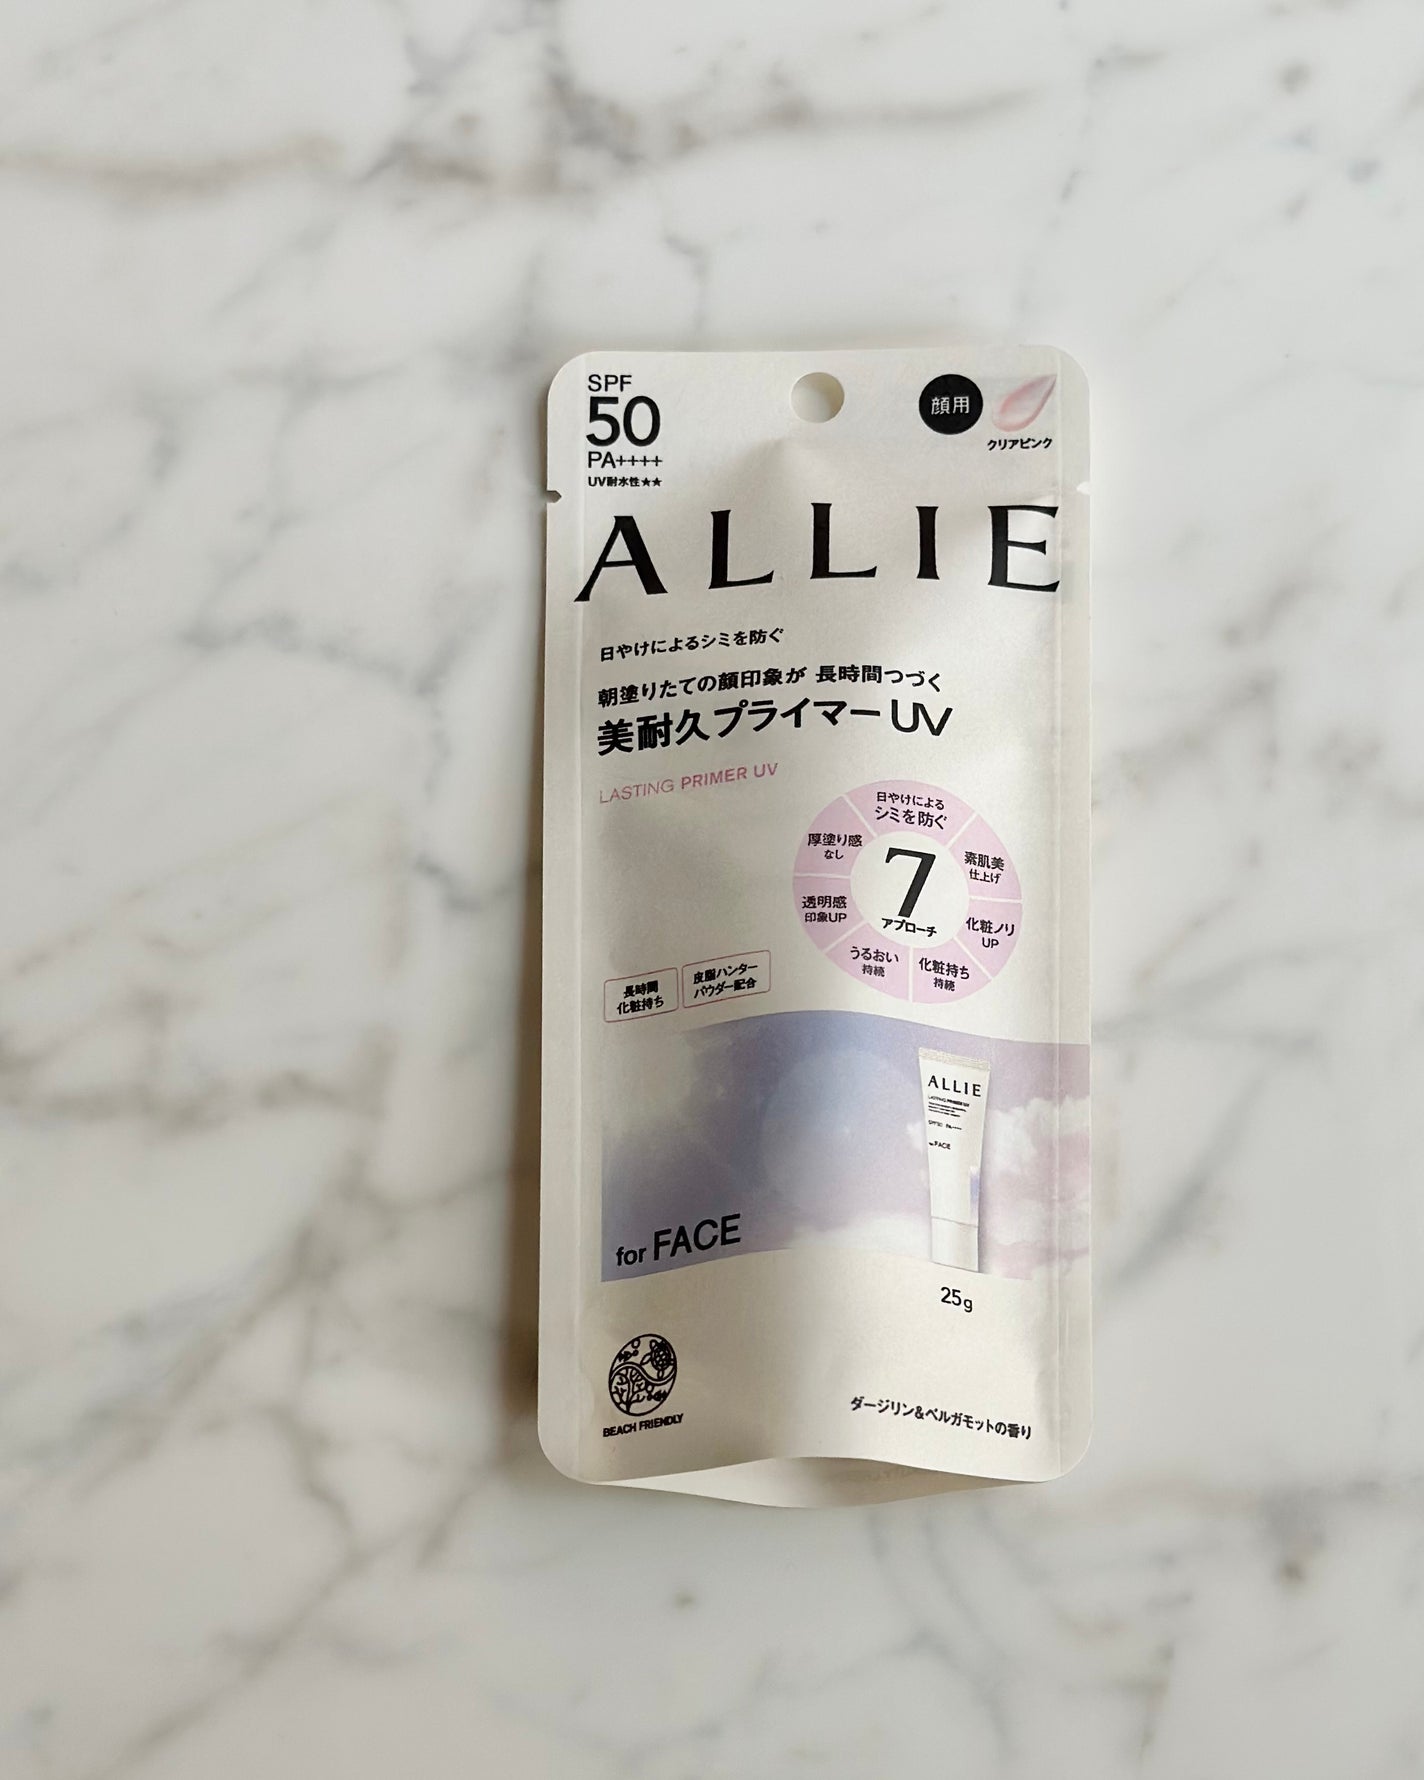 SPF
50
PA++++
UV耐水性★★
顔用
クリアピンク
ALLIE
日やけによるシミを防ぐ
朝塗りたての顔印象が 長時間つづく
美耐久プライマーUV
LASTING PRIMER UV
日やけによる
シミを防ぐ
素肌美
仕上げ
化粧ノリ
UP
化粧持ち
持続
うるおい
持続
透明感
印象UP
厚塗り感
なし
7
アプローチ
長時間
化粧持ち
皮脂ハンター
パウダー配合
ALLIE
LASTING PRIMER UV
SPF50 PA++++
for FACE
for FACE
25g
BEACH FRIENDLY
ダージリン&ベルガモットの香り